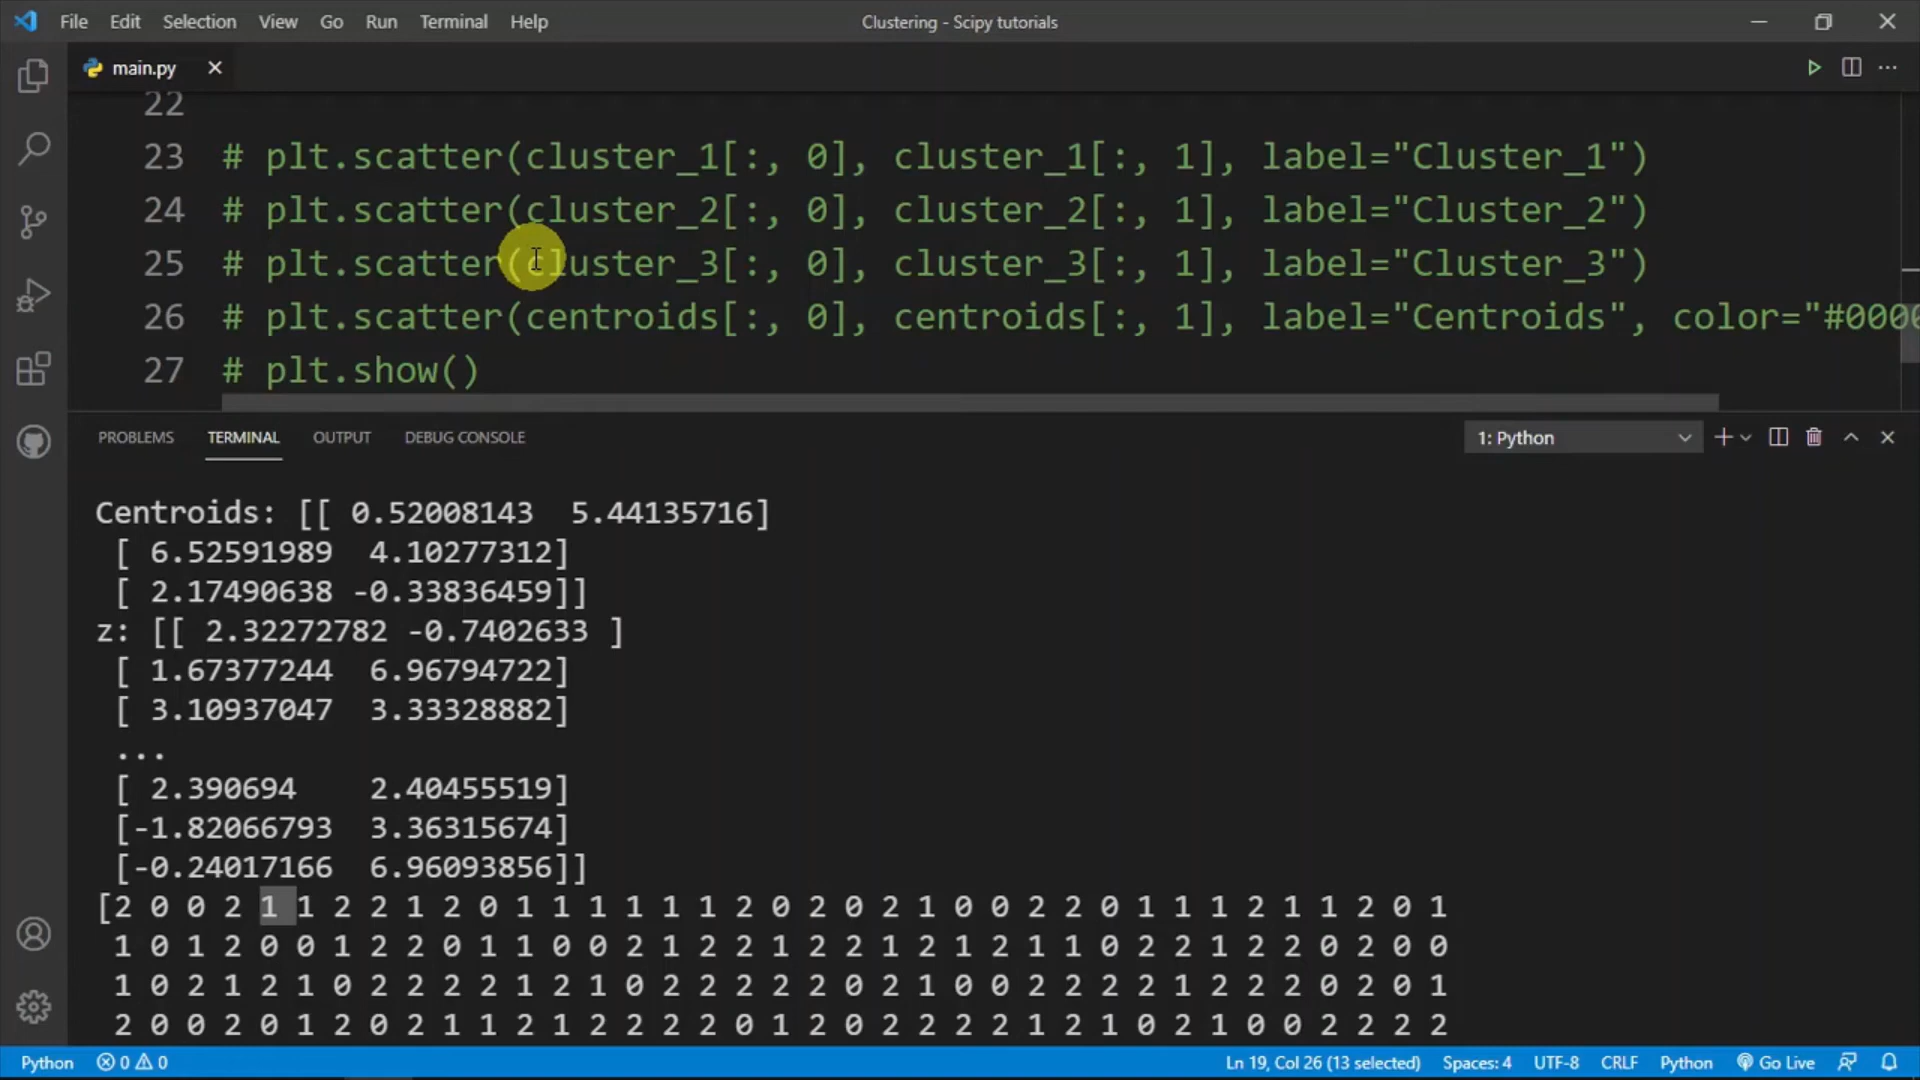 File Edit Selection View Go Run Terminal Help Clustering - Scipy tutorials
main.py
22
23 # plt.scatter(cluster_1[:, 0], cluster_1[:, 1], label="Cluster_1")
24 # plt.scatter(cluster_2[:, 0], cluster_2[:, 1], label="Cluster_2")
25 # plt.scatter(cluster_3[:, 0], cluster_3[:, 1], label="Cluster_3")
26 # plt.scatter(centroids[:, 0], centroids[:, 1], label="Centroids", color="#000
27 # plt.show()
PROBLEMS TERMINAL OUTPUT DEBUG CONSOLE 1: Python
Centroids: [[ 0.52008143 5.44135716]
[ 6.52591989 4.10277312]
[ 2.17490638 -0.33836459]]
z: [[ 2.32272782 -0.7402633 ]
[ 1.67377244 6.96794722]
[ 3.10937047 3.33328882]
...
[ 2.390694 2.40455519]
[-1.82066793 3.36315674]
[-0.24017166 6.96093856]]
[2 0 0 2 1 1 2 2 1 2 0 1 1 1 1 1 1 2 0 2 0 2 1 0 0 2 2 0 1 1 1 2 1 1 2 0 1
1 0 1 2 0 0 1 2 2 0 1 1 0 0 2 1 2 2 1 2 2 1 2 1 2 1 1 0 2 2 1 2 2 0 2 0 0
1 0 2 1 2 1 0 2 2 2 2 1 2 1 0 2 2 2 2 2 0 2 1 0 0 2 2 2 2 1 2 2 2 0 2 0 1
2 0 0 2 0 1 2 0 2 1 1 2 1 2 2 2 2 0 1 2 0 2 2 2 2 1 2 1 0 2 1 0 0 2 2 2 2
Python 0 0 Ln 19, Col 26 (13 selected) Spaces: 4 UTF-8 CRLF Python Go Live